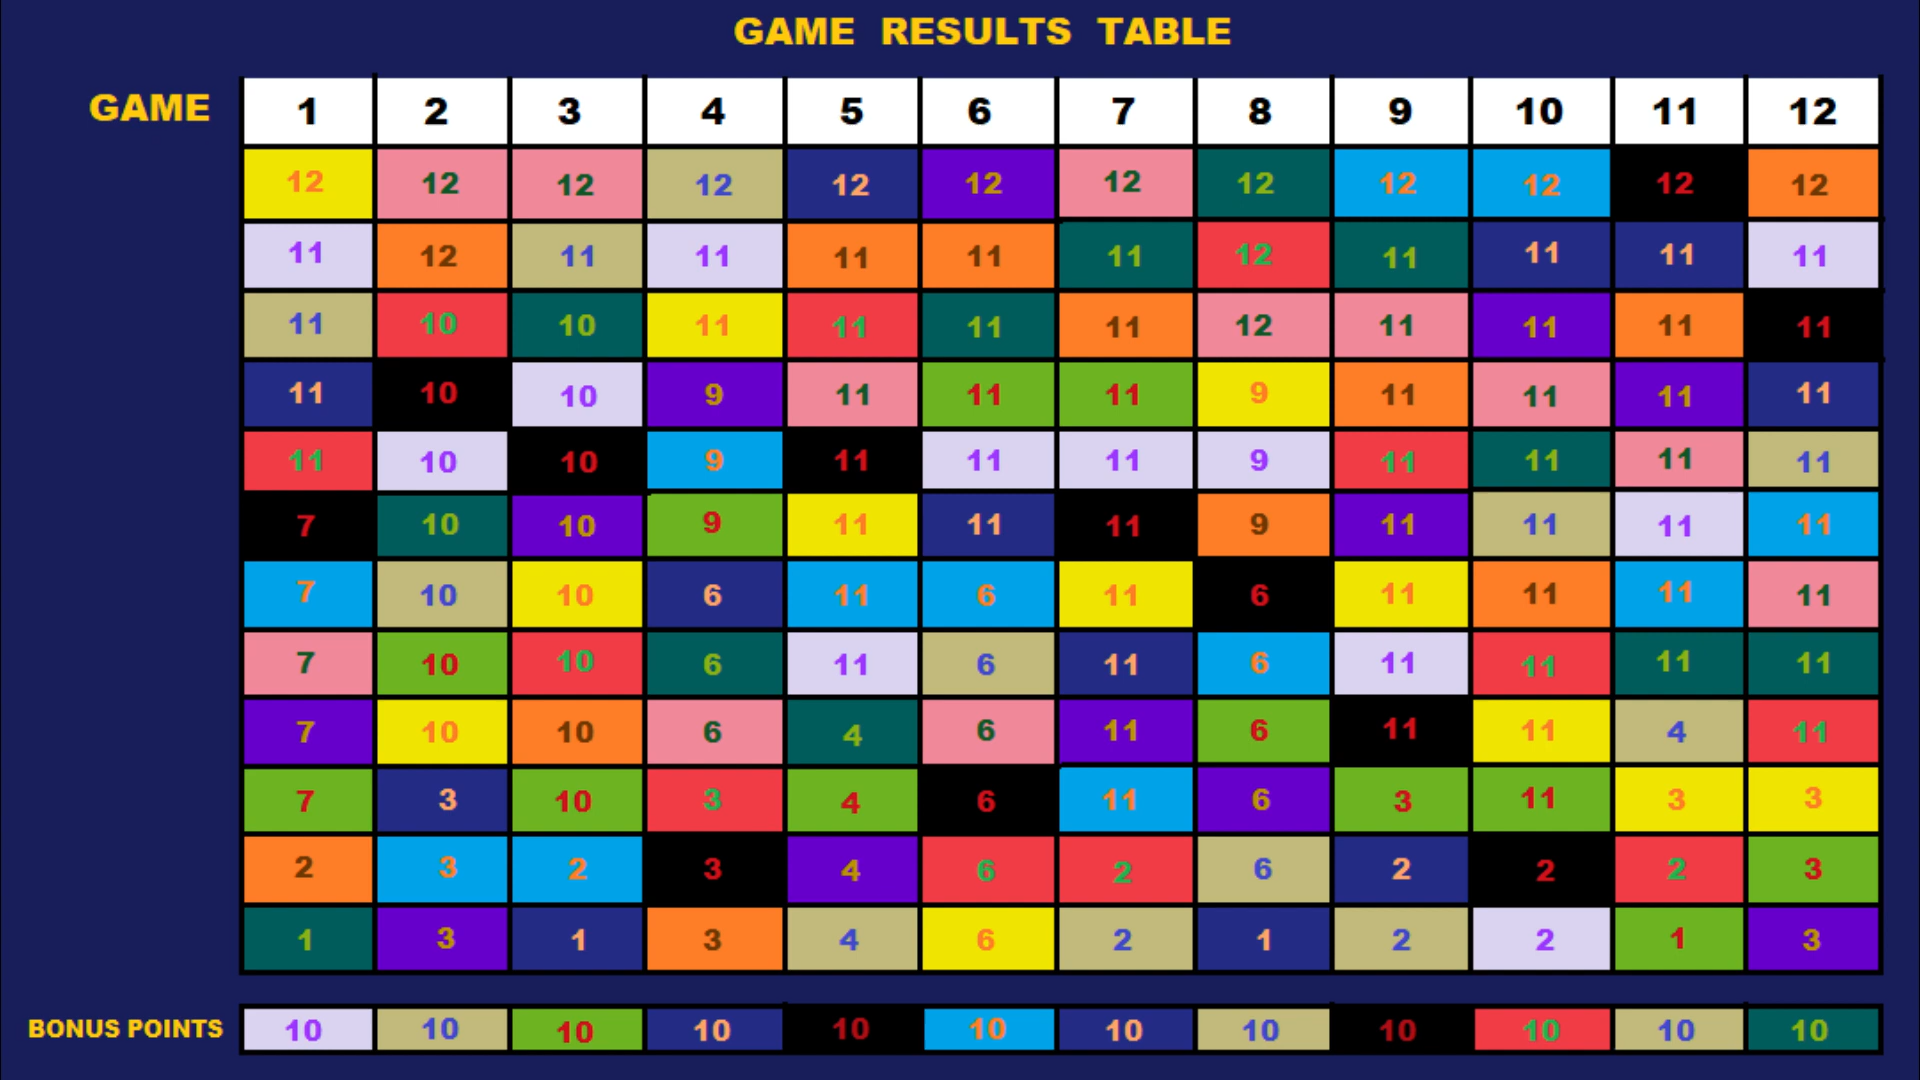 GAME RESULTS TABLE
GAME 1 2 3 4 5 6 7 8 9 10 11 12
12 12 12 12 12 12 12 12 12 12 12 12
11 12 11 11 11 11 11 12 11 11 11 11
11 10 10 11 11 11 11 12 11 11 11 11
11 10 10 9 11 11 11 9 11 11 11 11
11 10 10 9 11 11 11 9 11 11 11 11
7 10 10 9 11 11 11 9 11 11 11 11
7 10 10 6 11 6 11 6 11 11 11 11
7 10 10 6 11 6 11 6 11 11 11 11
7 10 10 6 4 6 11 6 11 11 4 11
7 3 10 3 4 6 11 6 3 11 3 3
2 3 2 3 4 6 2 6 2 2 2 3
1 3 1 3 4 6 2 1 2 2 1 3
BONUS POINTS 10 10 10 10 10 10 10 10 10 10 10 10